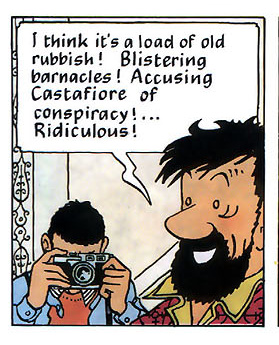 I think it's a load of old
rubbish! Blistering
barnacles! Accusing
Castafiore of
conspiracy!...
Ridiculous!